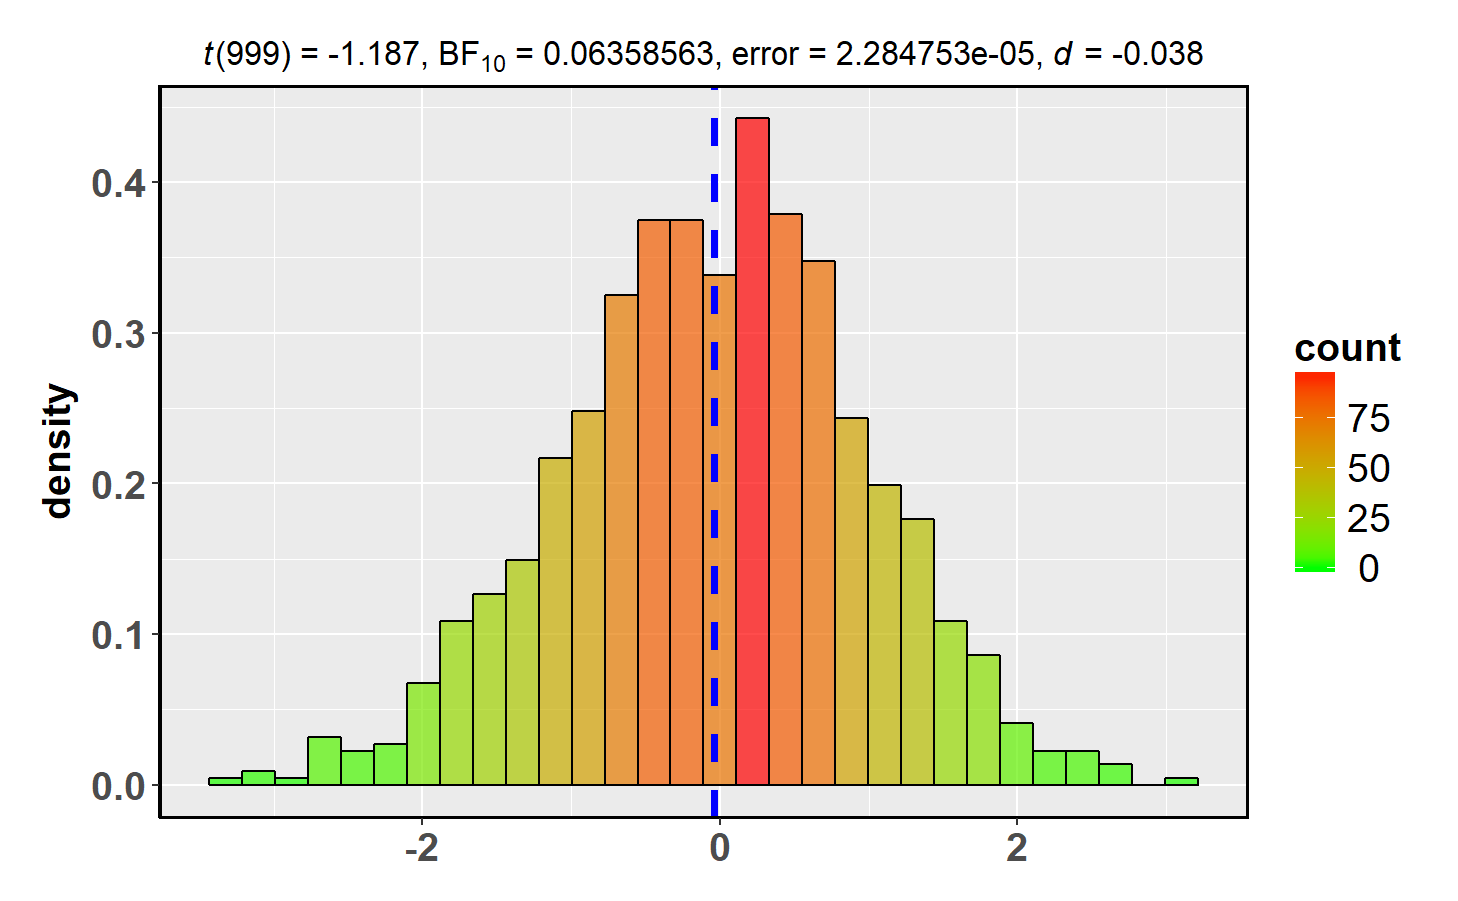 t(999) = -1.187, BF₁₀ = 0.06358563, error = 2.284753e-05, d = -0.038
density
0.4
0.3
0.2
0.1
0.0
-2 0 2
count
75
50
25
0